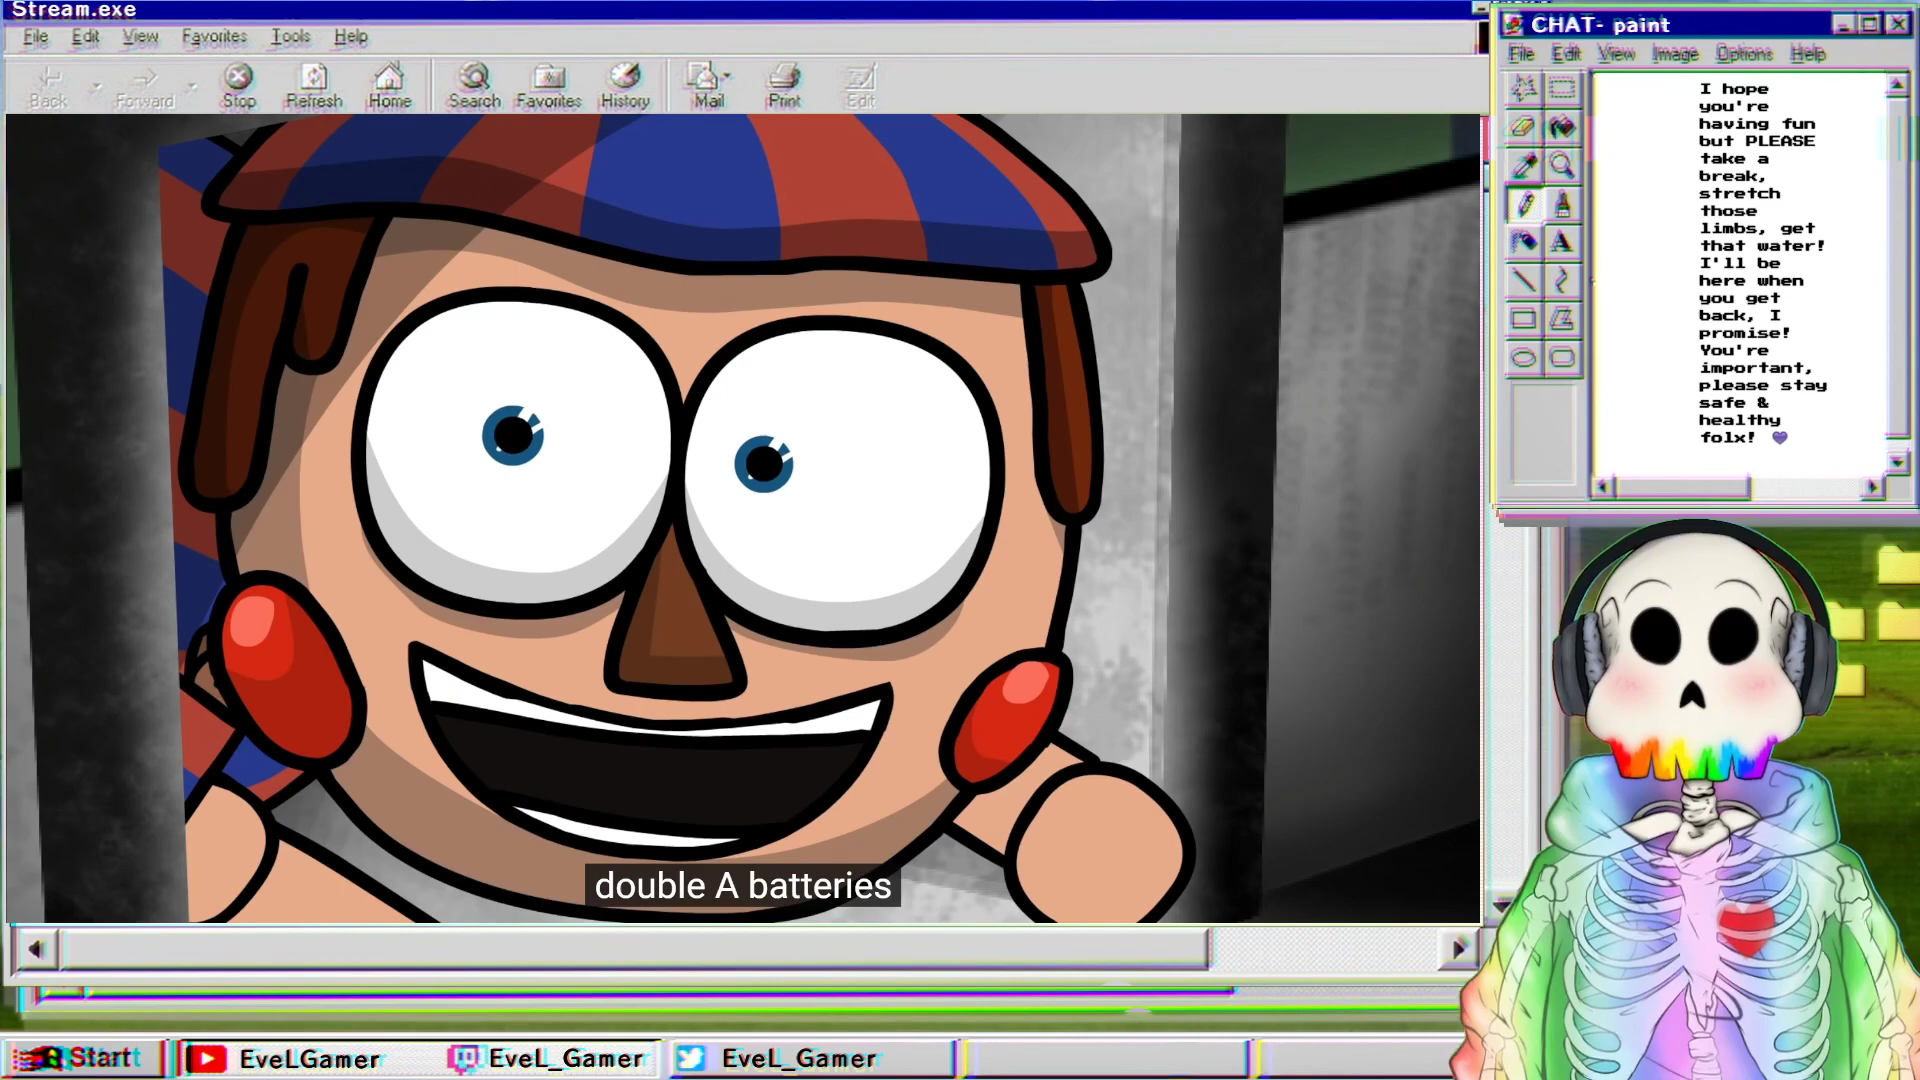 Stream.exe
File Edit View Favorites Tools Help
Back Forward Stop Refresh Home Search Favorites History Mail Print Edit
double A batteries
CHAT- paint
File Edit View Image Options Help
A
I hope
you're
having fun
but PLEASE
take a
break,
stretch
those
limbs, get
that water!
I'll be
here when
you get
back, I
promise!
You're
important,
please stay
safe &
healthy
folx! 💜
Start EveLGamer EveL_Gamer EveL_Gamer